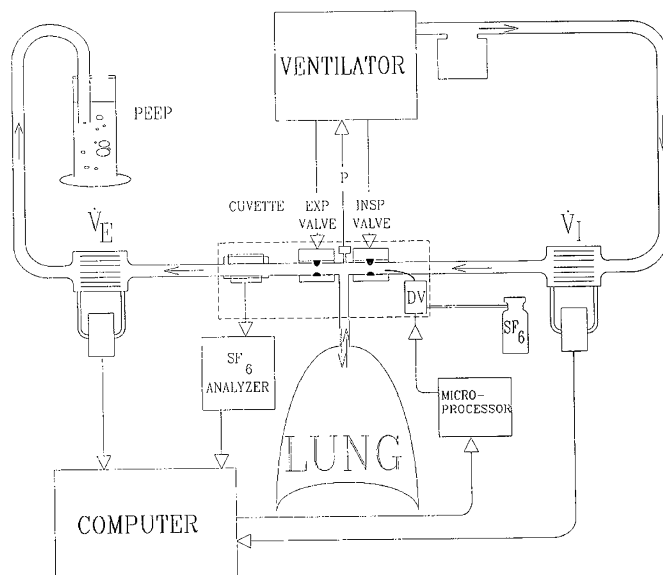 VENTILATOR
PEEP
P
CUVETTE
EXP
VALVE
INSP
VALVE
V̇E
V̇I
DV
SF6
SF6
ANALYZER
MICRO-
PROCESSOR
LUNG
COMPUTER